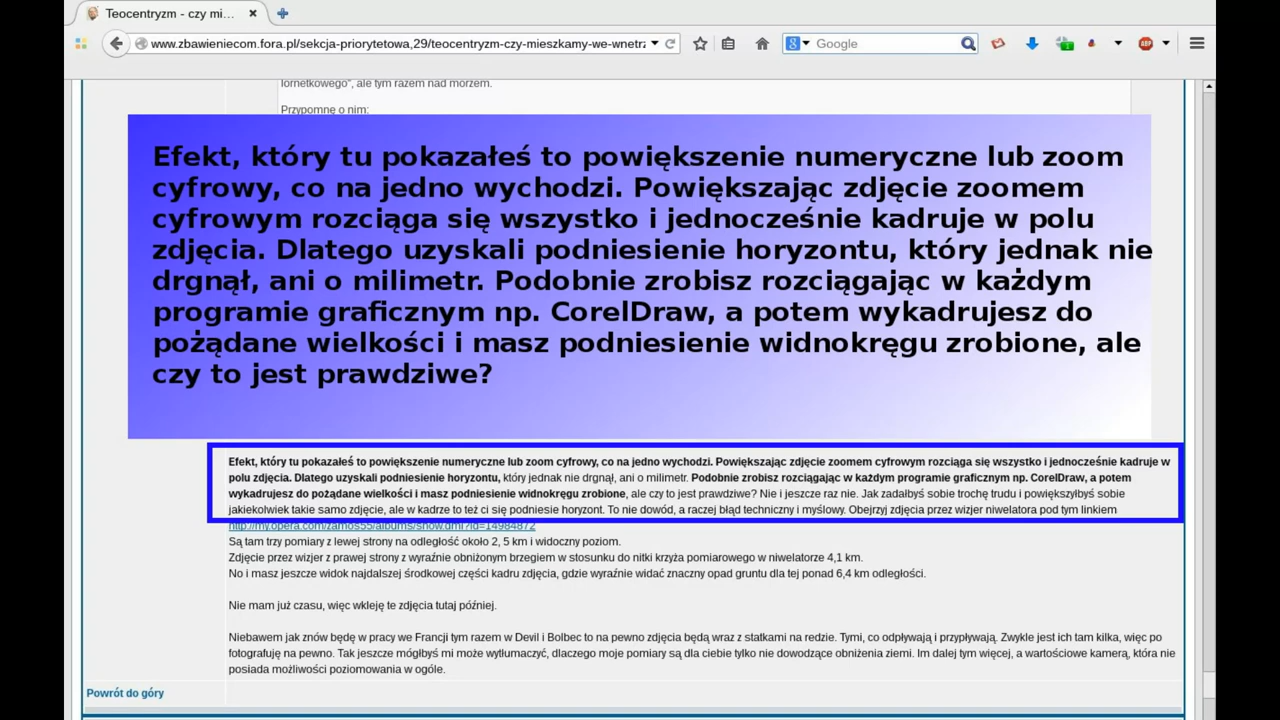 Teocentryzm - czy mi...
www.zbawieniecom.fora.pl/sekcja-priorytetowa,29/teocentryzm-czy-mieszkamy-we-wnetrz
Google
lornetkowego", ale tym razem nad morzem.
Przypomnę o nim:
Efekt, który tu pokazałeś to powiększenie numeryczne lub zoom
cyfrowy, co na jedno wychodzi. Powiększając zdjęcie zoomem
cyfrowym rozciąga się wszystko i jednocześnie kadruje w polu
zdjęcia. Dlatego uzyskali podniesienie horyzontu, który jednak nie
drgnął, ani o milimetr. Podobnie zrobisz rozciągając w każdym
programie graficznym np. CorelDraw, a potem wykadrujesz do
pożądane wielkości i masz podniesienie widnokręgu zrobione, ale
czy to jest prawdziwe?
Efekt, który tu pokazałeś to powiększenie numeryczne lub zoom cyfrowy, co na jedno wychodzi. Powiększając zdjęcie zoomem cyfrowym rozciąga się wszystko i jednocześnie kadruje w
polu zdjęcia. Dlatego uzyskali podniesienie horyzontu, który jednak nie drgnął, ani o milimetr. Podobnie zrobisz rozciągając w każdym programie graficznym np. CorelDraw, a potem
wykadrujesz do pożądane wielkości i masz podniesienie widnokręgu zrobione, ale czy to jest prawdziwe? Nie i jeszcze raz nie. Jak zadałbyś sobie trochę trudu i powiększyłbyś sobie
jakiekolwiek takie samo zdjęcie, ale w kadrze to też ci się podniesie horyzont. To nie dowód, a raczej błąd techniczny i myślowy. Obejrzyj zdjęcia przez wizjer niwelatora pod tym linkiem
http://my.opera.com/zamos55/albums/show.dml?id=14984872
Są tam trzy pomiary z lewej strony na odległość około 2, 5 km i widoczny poziom.
Zdjęcie przez wizjer z prawej strony z wyraźnie obniżonym brzegiem w stosunku do nitki krzyża pomiarowego w niwelatorze 4,1 km.
No i masz jeszcze widok najdalszej środkowej części kadru zdjęcia, gdzie wyraźnie widać znaczny opad gruntu dla tej ponad 6,4 km odległości.
Nie mam już czasu, więc wkleję te zdjęcia tutaj później.
Niebawem jak znów będę w pracy we Francji tym razem w Devil i Bolbec to na pewno zdjęcia będą wraz z statkami na redzie. Tymi, co odpływają i przypływają. Zwykle jest ich tam kilka, więc po
fotografuję na pewno. Tak jeszcze mógłbyś mi może wytłumaczyć, dlaczego moje pomiary są dla ciebie tylko nie dowodzące obniżenia ziemi. Im dalej tym więcej, a wartościowe kamerą, która nie
posiada możliwości poziomowania w ogóle.
Powrót do góry